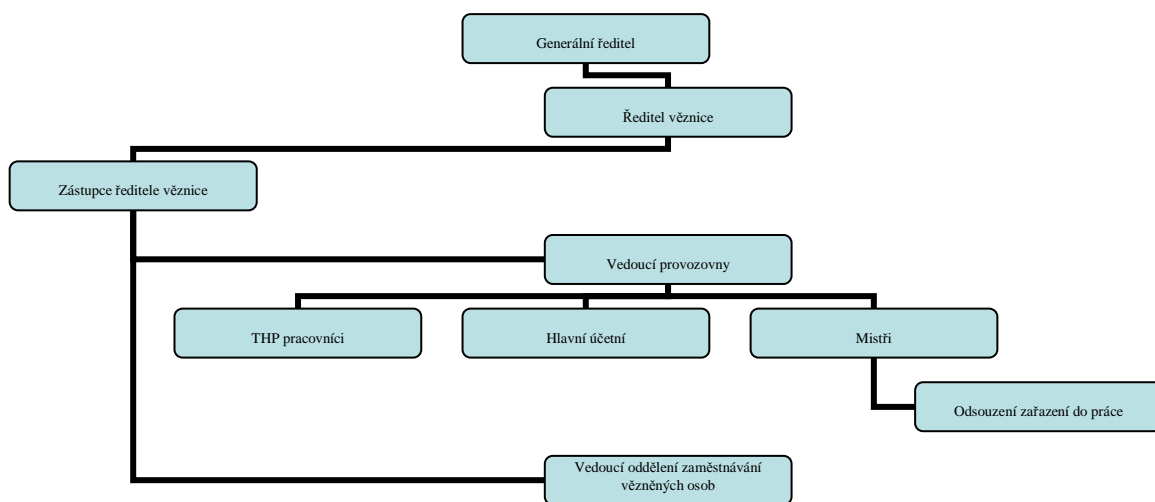 Generální ředitel
Ředitel věznice
Zástupce ředitele věznice
Vedoucí provozovny
THP pracovníci
Hlavní účetní
Mistři
Odsouzení zařazení do práce
Vedoucí oddělení zaměstnávání
vězněných osob